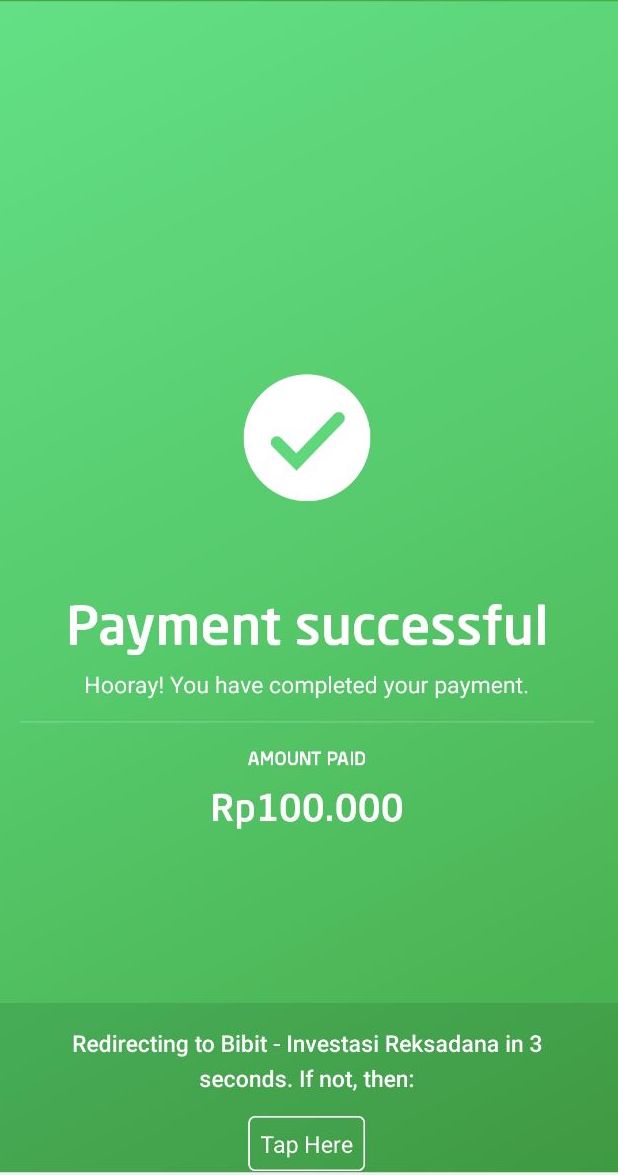 Payment successful
Hooray! You have completed your payment.
AMOUNT PAID
Rp100.000
Redirecting to Bibit - Investasi Reksadana in 3
seconds. If not, then:
Tap Here